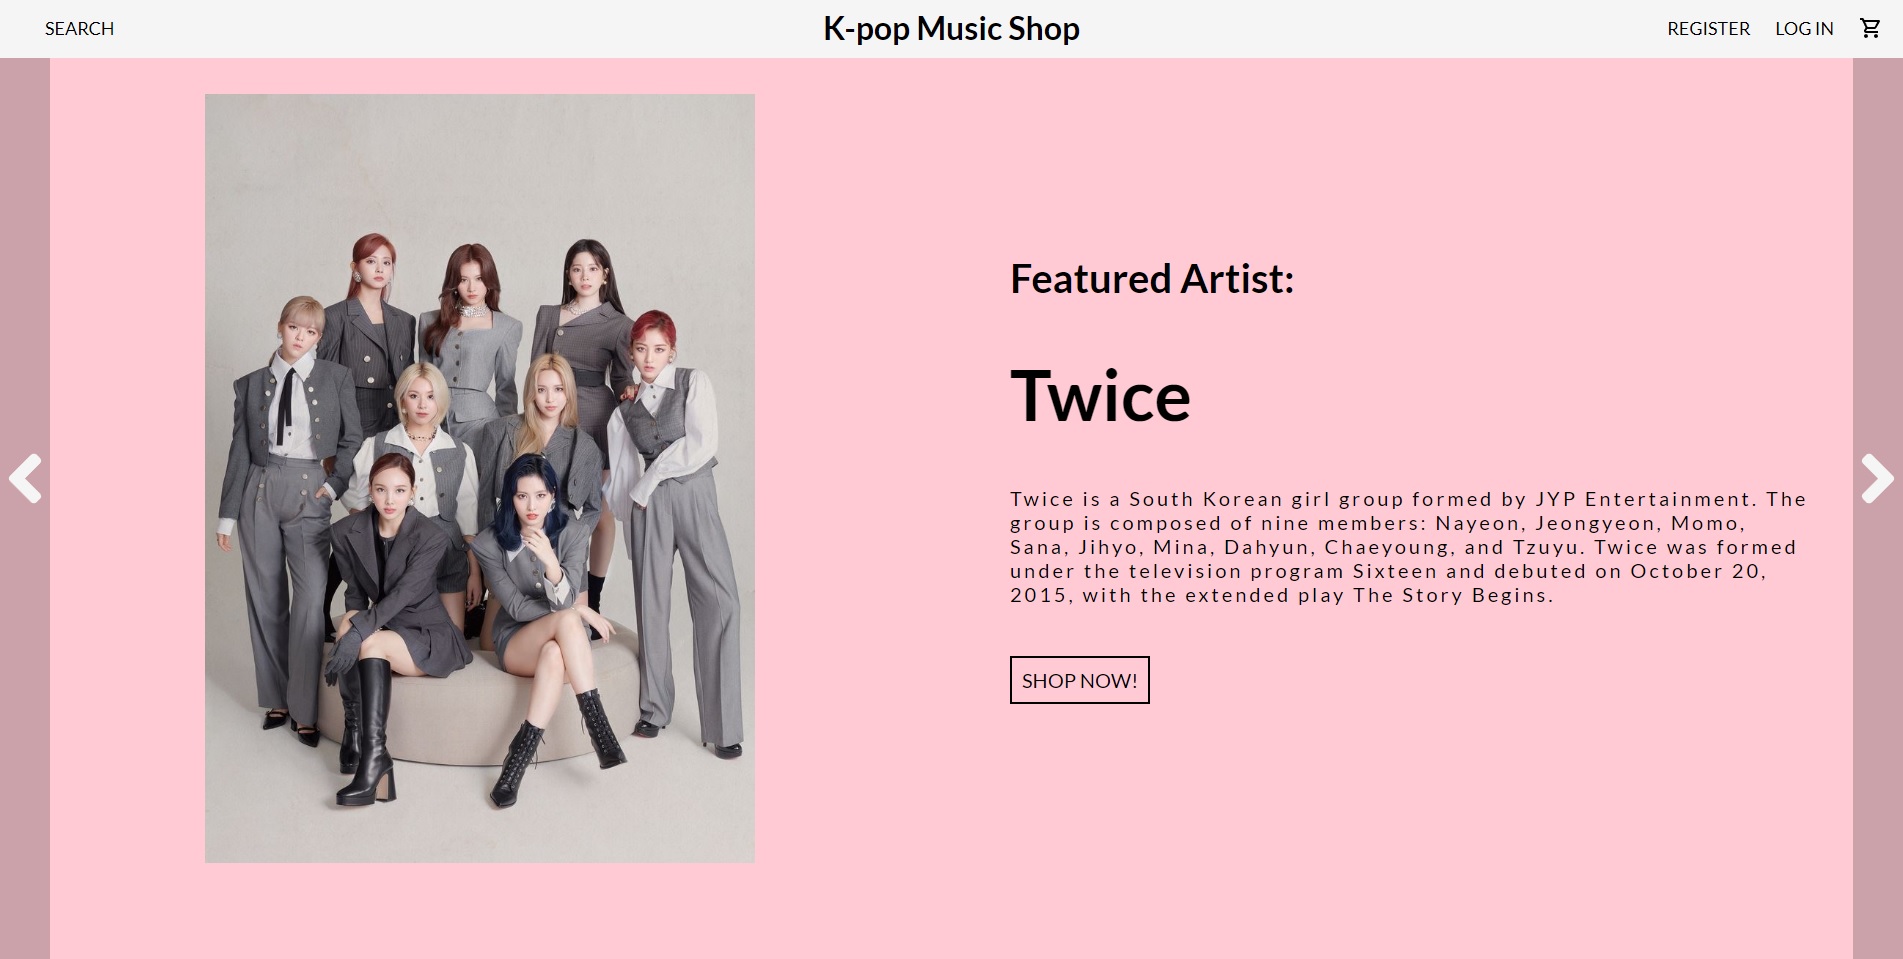 SEARCH
K-pop Music Shop
REGISTER
LOG IN
Featured Artist:
Twice
Twice is a South Korean girl group formed by JYP Entertainment. The
group is composed of nine members: Nayeon, Jeongyeon, Momo,
Sana, Jihyo, Mina, Dahyun, Chaeyoung, and Tzuyu. Twice was formed
under the television program Sixteen and debuted on October 20,
2015, with the extended play The Story Begins.
SHOP NOW!